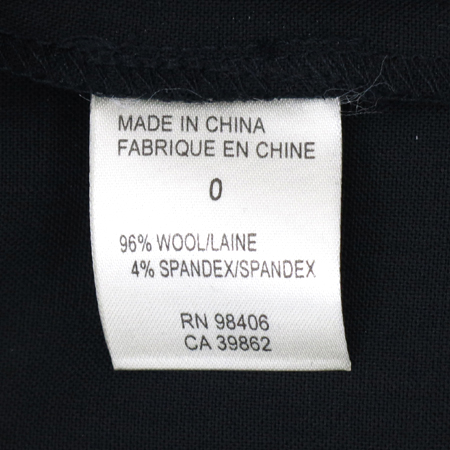 MADE IN CHINA
FABRIQUE EN CHINE
0
96% WOOL/LAINE
4% SPANDEX/SPANDEX
RN 98406
CA 39862